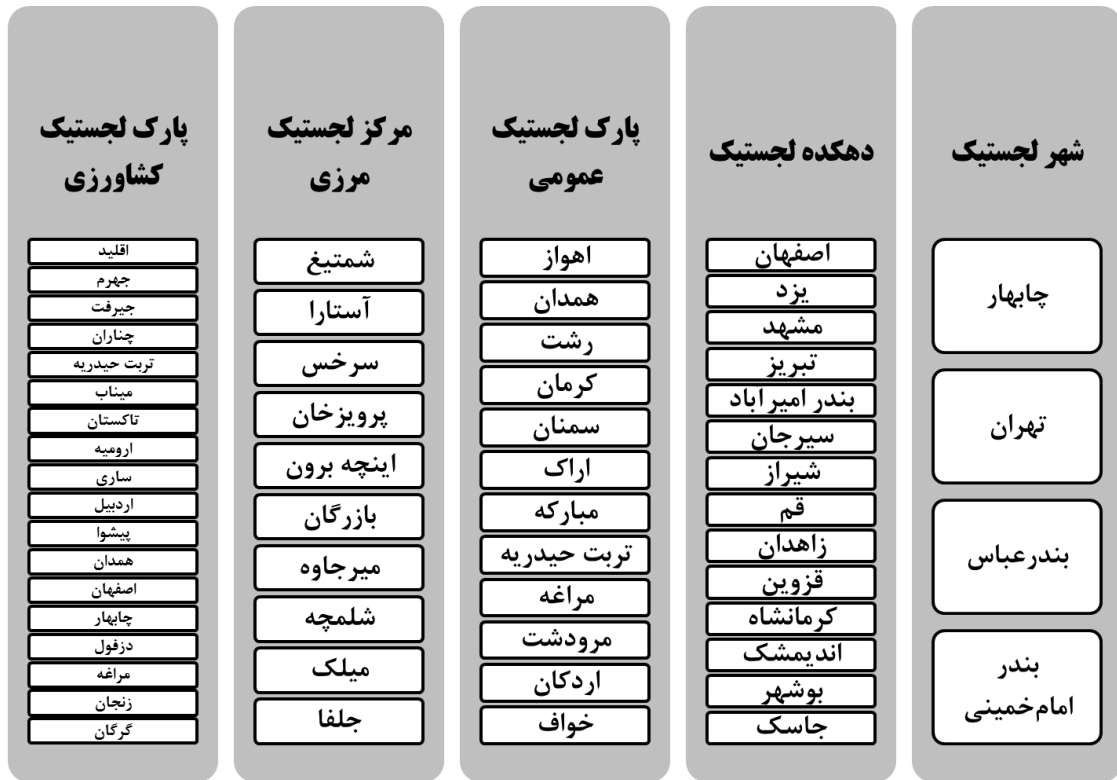 شهر لجستیک
چابهار
تهران
بندرعباس
بندر
امام‌خمینی
دهکده لجستیک
اصفهان
یزد
مشهد
تبریز
بندر امیر اباد
سیرجان
شیراز
قم
زاهدان
قزوین
کرمانشاه
اندیمشک
بوشهر
جاسک
پارک لجستیک
عمومی
اهواز
همدان
رشت
کرمان
سمنان
اراک
مبارکه
تربت حیدریه
مراغه
مرودشت
اردکان
خواف
مرکز لجستیک
مرزی
شمتیغ
آستارا
سرخس
پرویزخان
اینچه برون
بازرگان
میرجاوه
شلمچه
میلک
جلفا
پارک لجستیک
کشاورزی
اقلید
جهرم
جیرفت
چناران
تربت حیدریه
میناب
تاکستان
ارومیه
ساری
اردبیل
پیشوا
همدان
اصفهان
چابهار
دزفول
مراغه
زنجان
گرگان